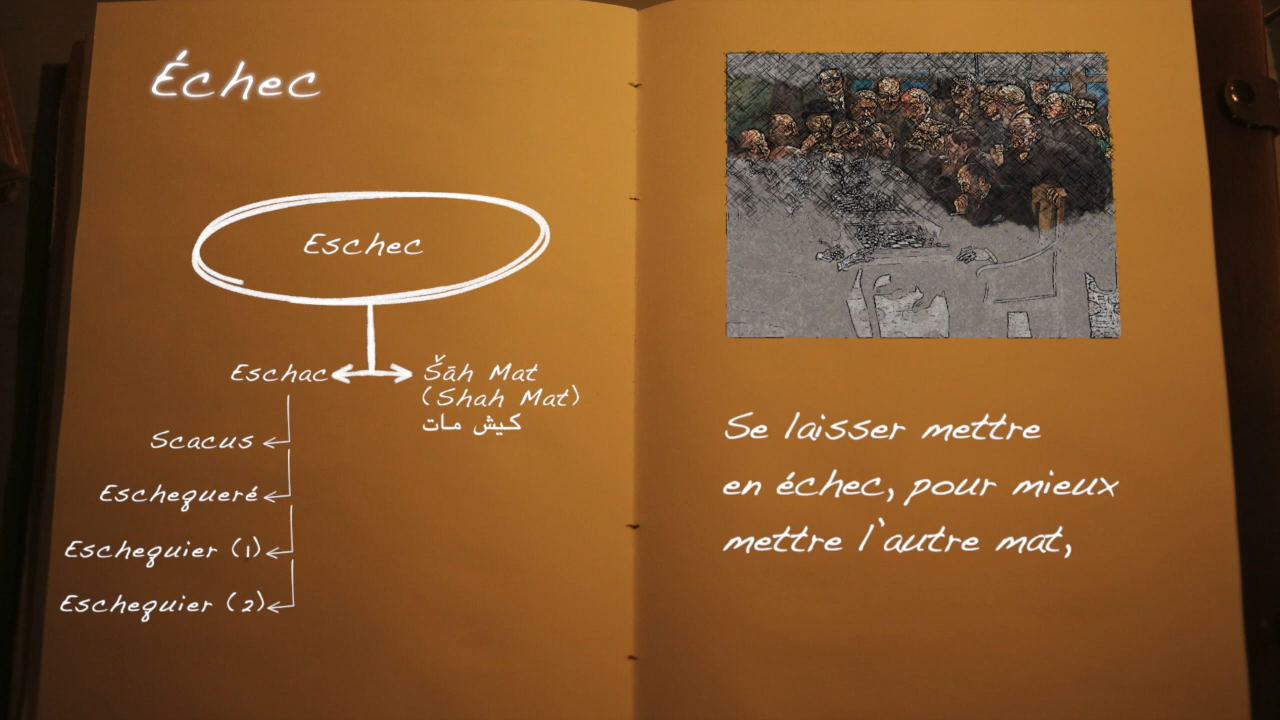 Échec
Eschec
Eschac
Šāh Mat
(Shah Mat)
کیش مات
Scacus
Eschequeré
Eschequier (1)
Eschequier (2)
Se laisser mettre
en échec, pour mieux
mettre l'autre mat,